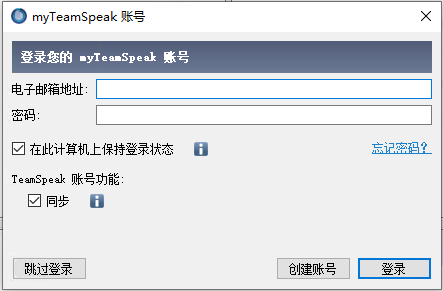 myTeamSpeak 账号
登录您的 myTeamSpeak 账号
电子邮箱地址:
密码:
在此计算机上保持登录状态
忘记密码?
TeamSpeak 账号功能:
同步
跳过登录
创建账号
登录